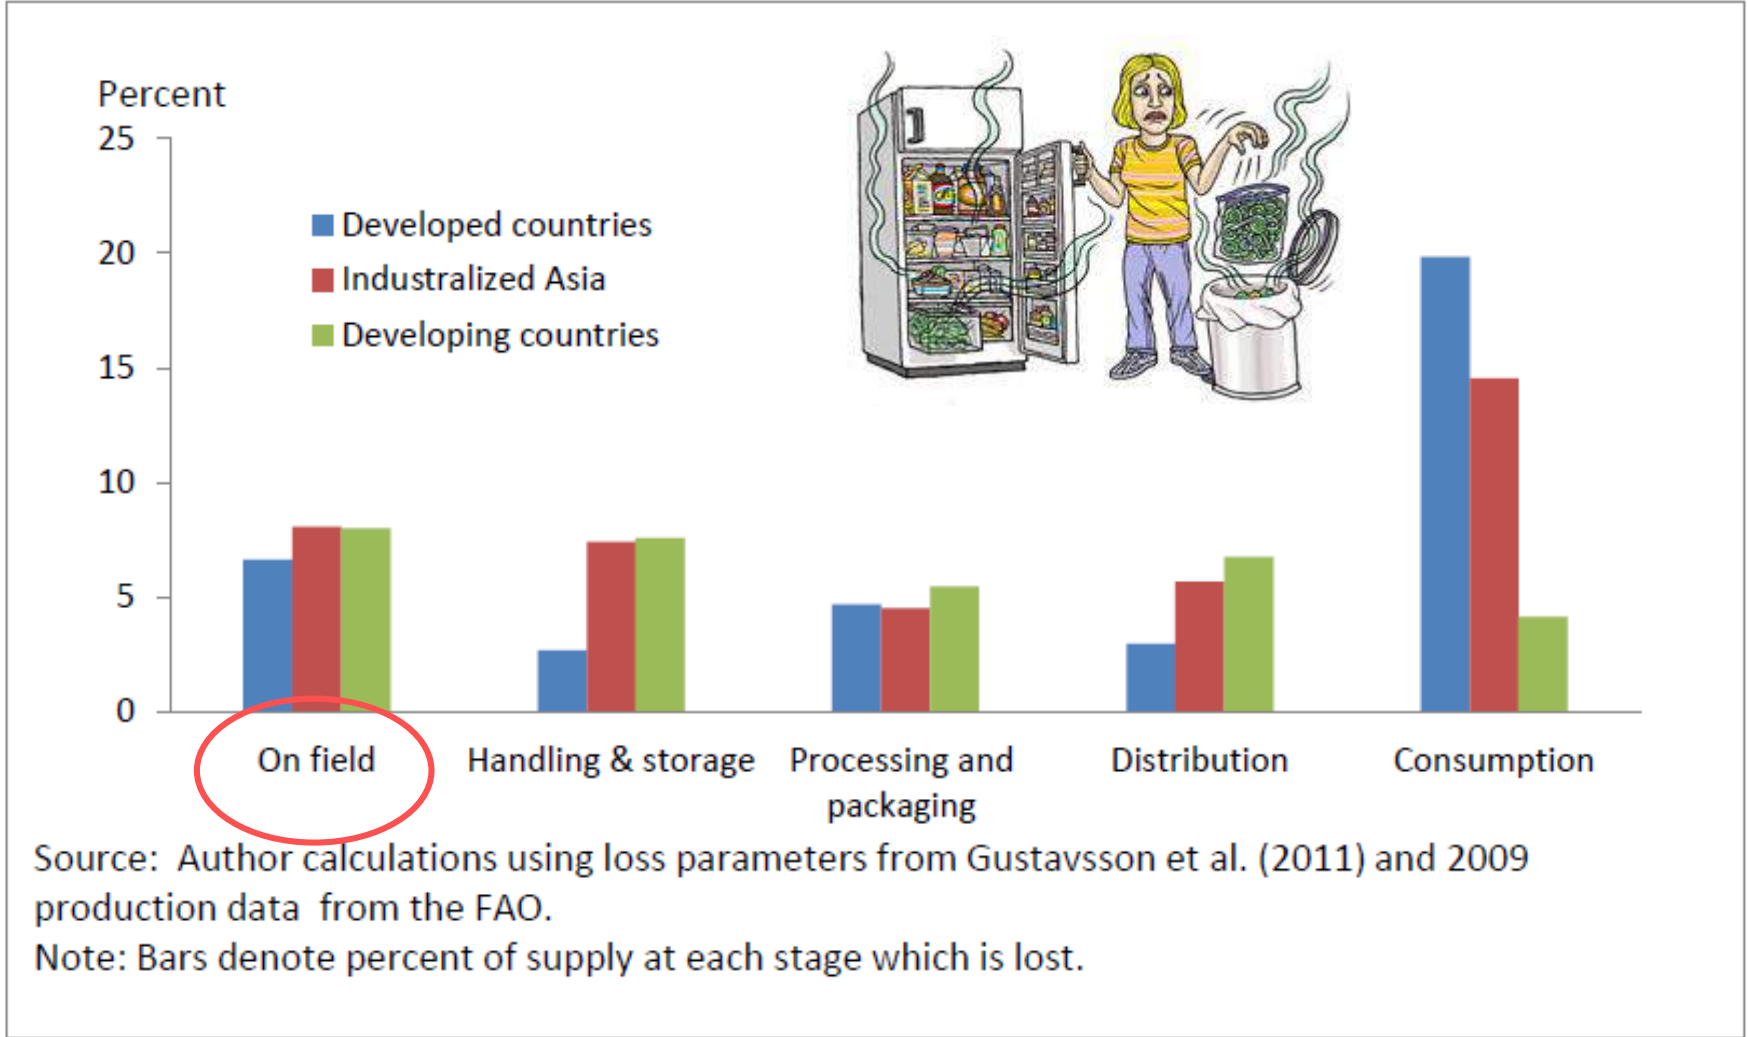 Percent
25
20
15
10
5
0
Developed countries
Industralized Asia
Developing countries
On field
Handling & storage
Processing and
packaging
Distribution
Consumption
Source:  Author calculations using loss parameters from Gustavsson et al. (2011) and 2009
production data  from the FAO.
Note: Bars denote percent of supply at each stage which is lost.